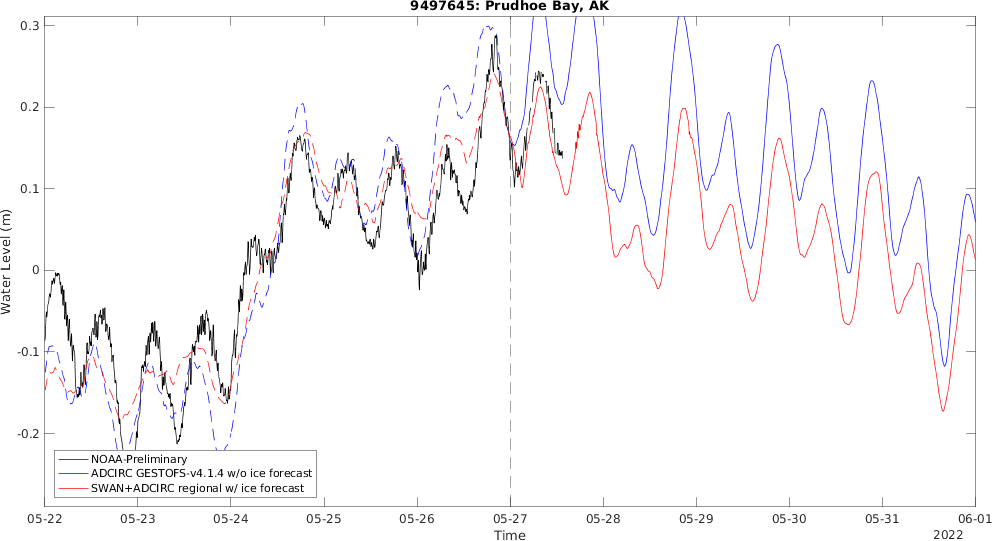 9497645: Prudhoe Bay, AK
0.3
0.2
0.1
0
-0.1
-0.2
Water Level (m)
NOAA-Preliminary
ADCIRC GESTOFS-v4.1.4 w/o ice forecast
SWAN+ADCIRC regional w/ ice forecast
05-22 05-23 05-24 05-25 05-26 05-27 05-28 05-29 05-30 05-31 06-01
Time
2022